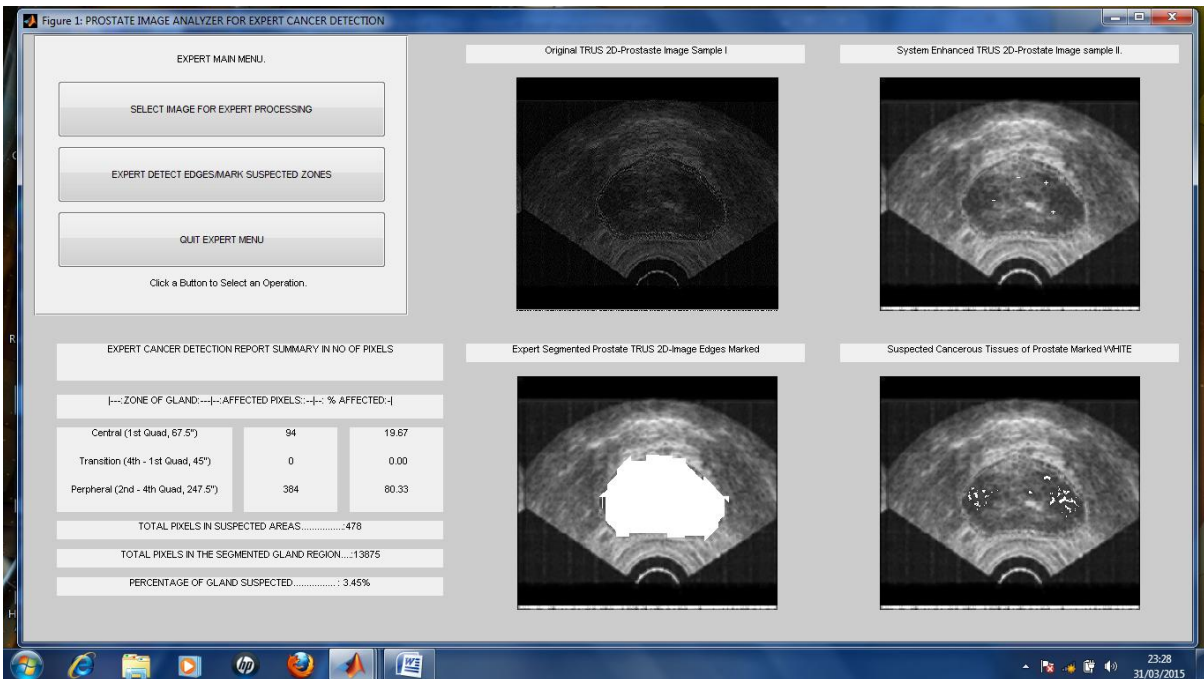 Figure 1: PROSTATE IMAGE ANALYZER FOR EXPERT CANCER DETECTION
EXPERT MAIN MENU.
SELECT IMAGE FOR EXPERT PROCESSING
EXPERT DETECT EDGES/MARK SUSPECTED ZONES
QUIT EXPERT MENU
Click a Button to Select an Operation.
Original TRUS 2D-Prostaste Image Sample I
System Enhanced TRUS 2D-Prostate Image sample II.
EXPERT CANCER DETECTION REPORT SUMMARY IN NO OF PIXELS
|---:ZONE OF GLAND:---|--:AFFECTED PIXELS::--|--: % AFFECTED:-|
Central (1st Quad, 67.5") 94 19.67
Transition (4th - 1st Quad, 45") 0 0.00
Perpheral (2nd - 4th Quad, 247.5") 384 80.33
TOTAL PIXELS IN SUSPECTED AREAS...............:478
TOTAL PIXELS IN THE SEGMENTED GLAND REGION....:13875
PERCENTAGE OF GLAND SUSPECTED................ : 3.45%
Expert Segmented Prostate TRUS 2D-Image Edges Marked
Suspected Cancerous Tissues of Prostate Marked WHITE
hp
W
23:28
31/03/2015